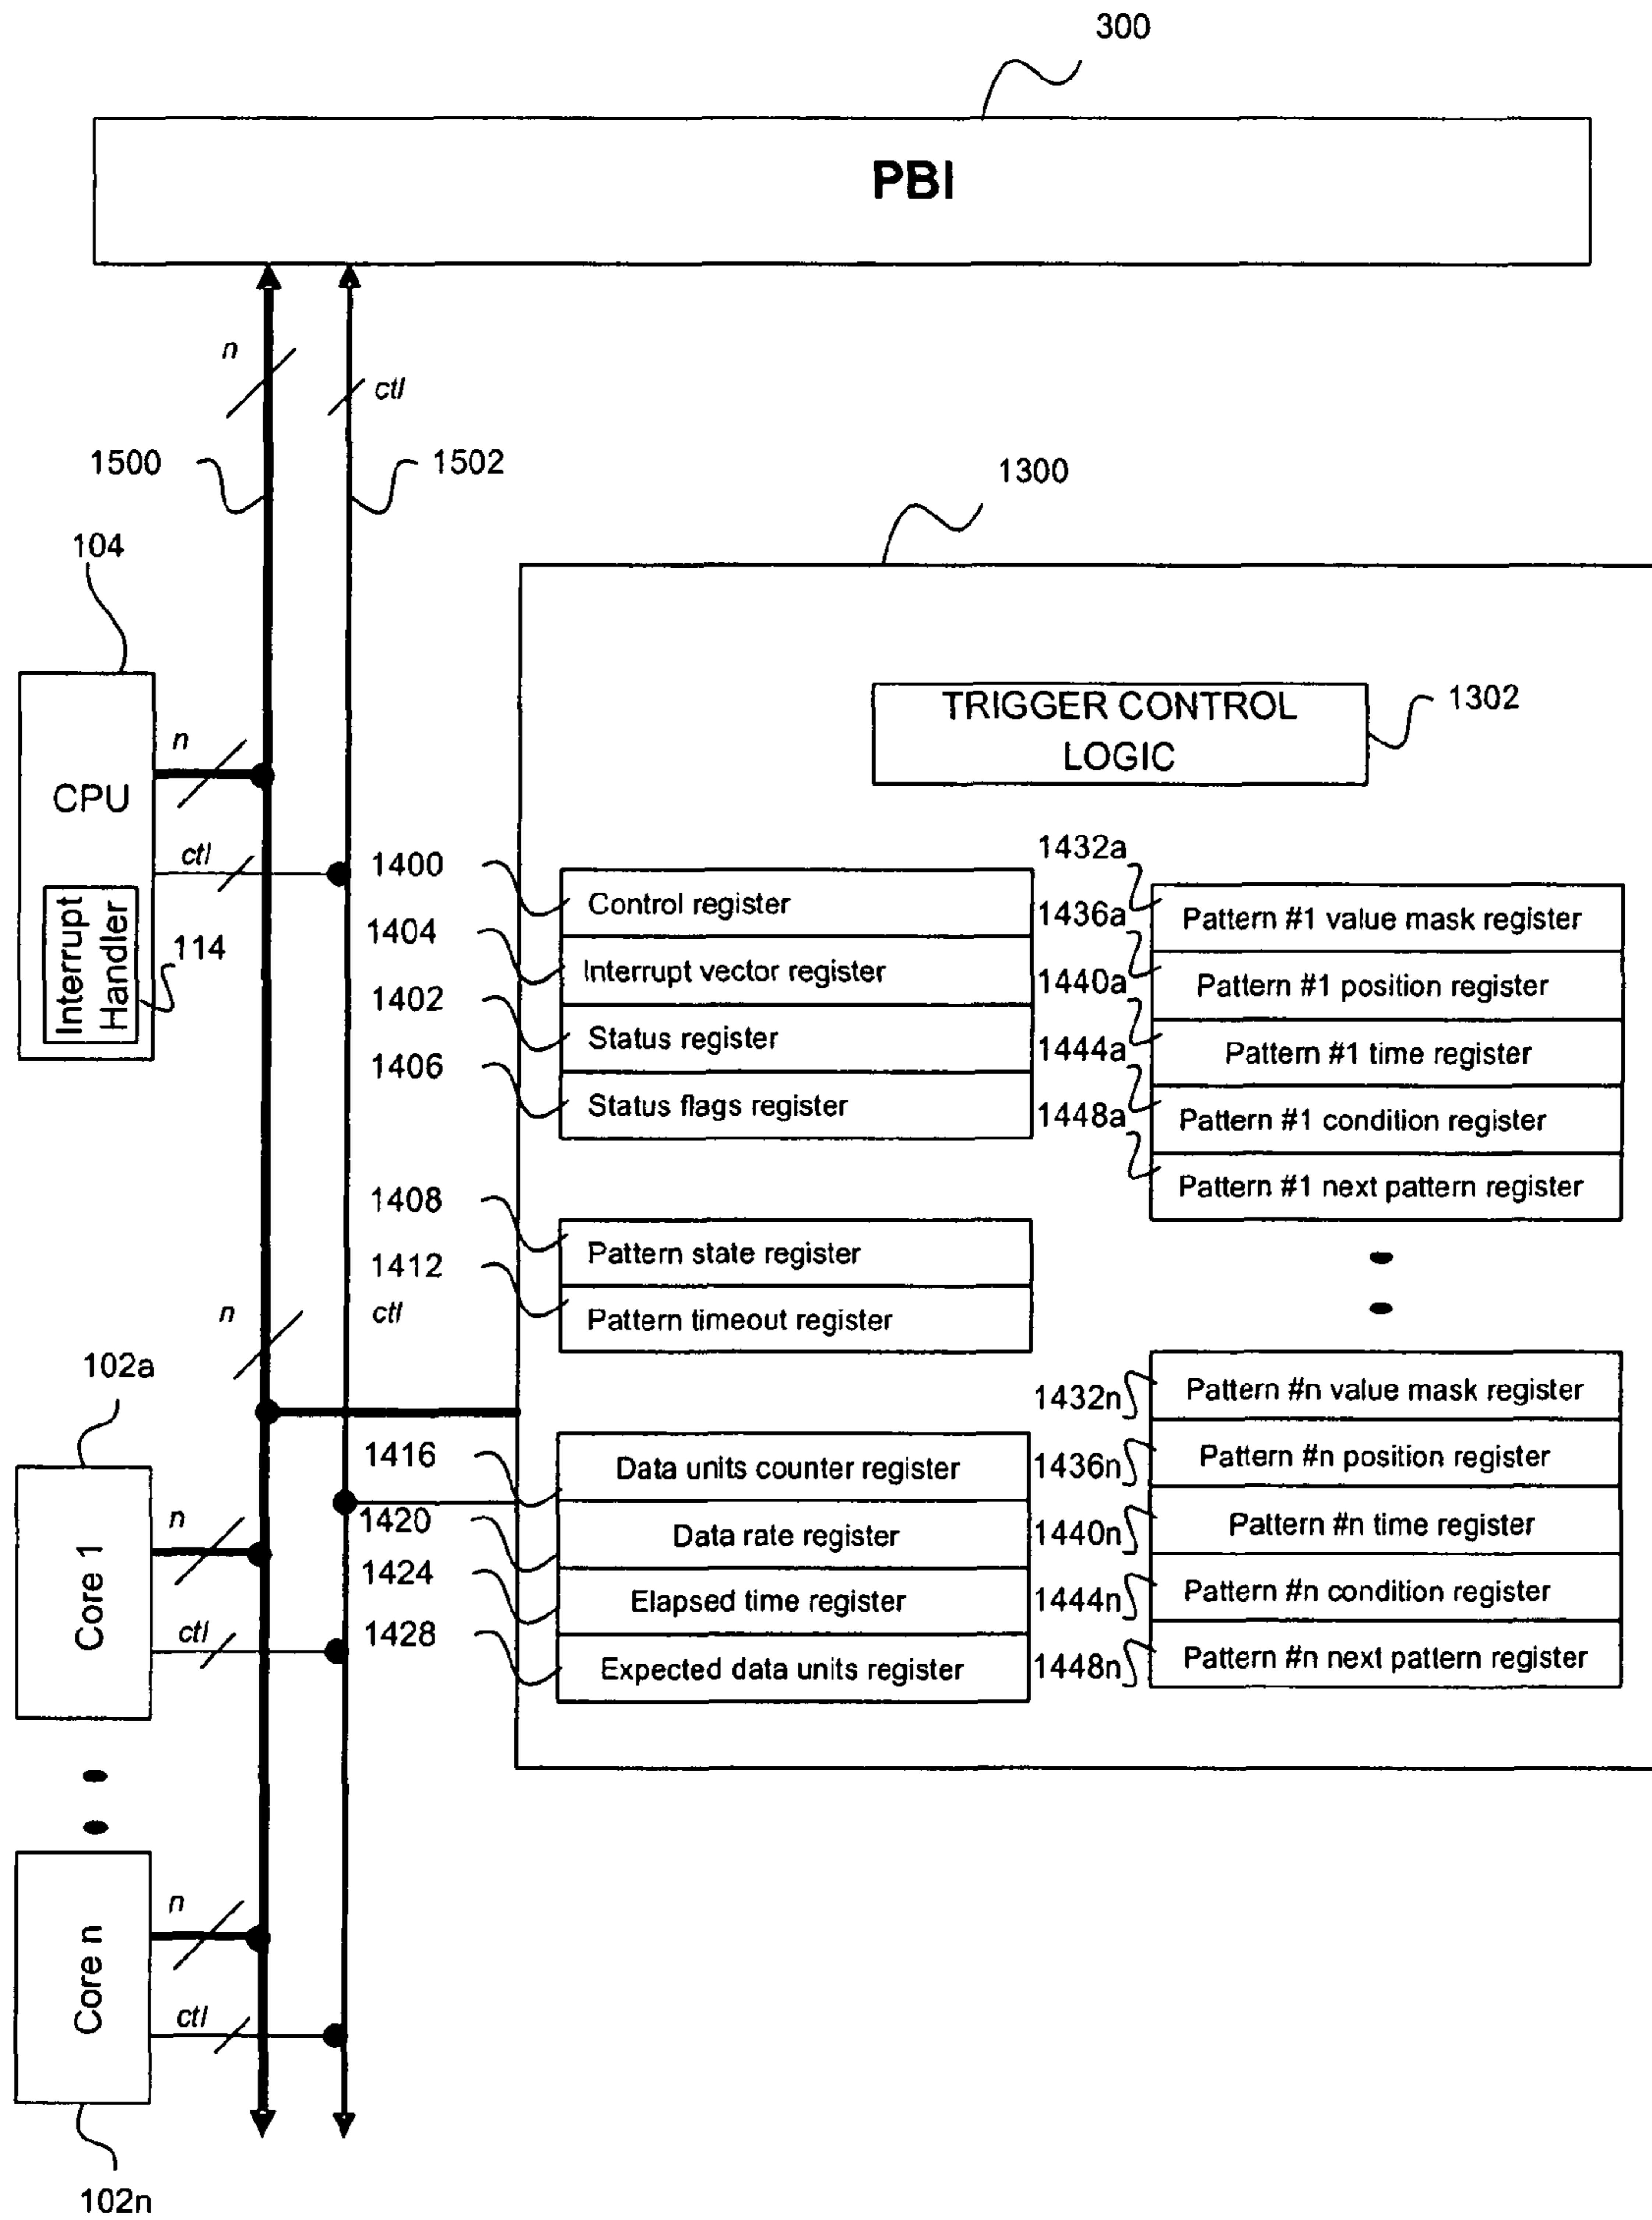 300
PBI
n
ctl
1500
1502
1300
104
TRIGGER CONTROL
LOGIC
1302
n
CPU
ctl
Interrupt
Handler
114
1400
Control register
1404
Interrupt vector register
1402
Status register
1406
Status flags register
1432a
Pattern #1 value mask register
1436a
Pattern #1 position register
1440a
Pattern #1 time register
1444a
Pattern #1 condition register
1448a
Pattern #1 next pattern register
1408
Pattern state register
1412
Pattern timeout register
n
ctl
102a
1432n
Pattern #n value mask register
1436n
Pattern #n position register
1440n
Pattern #n time register
1444n
Pattern #n condition register
1448n
Pattern #n next pattern register
1416
Data units counter register
1420
Data rate register
1424
Elapsed time register
1428
Expected data units register
n
Core 1
ctl
n
Core n
ctl
102n